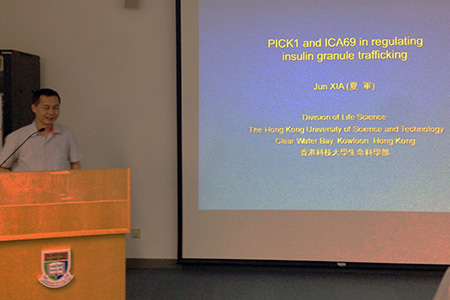 PICK1 and ICA69 in regulating
insulin granule trafficking
Jun XIA (夏 軍)
Division of Life Science
The Hong Kong University of Science and Technology
Clear Water Bay, Kowloon, Hong Kong
香港科技大學生命科學部